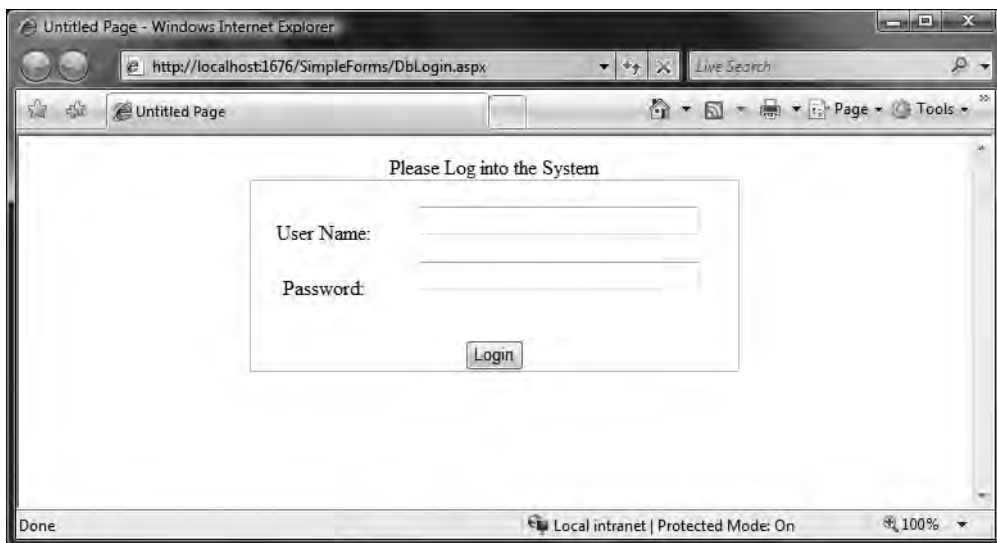 Untitled Page - Windows Internet Explorer
http://localhost:1676/SimpleForms/DbLogin.aspx
Live Search
Untitled Page
Page
Tools
Please Log into the System
User Name:
Password:
Login
Done
Local intranet | Protected Mode: On
100%